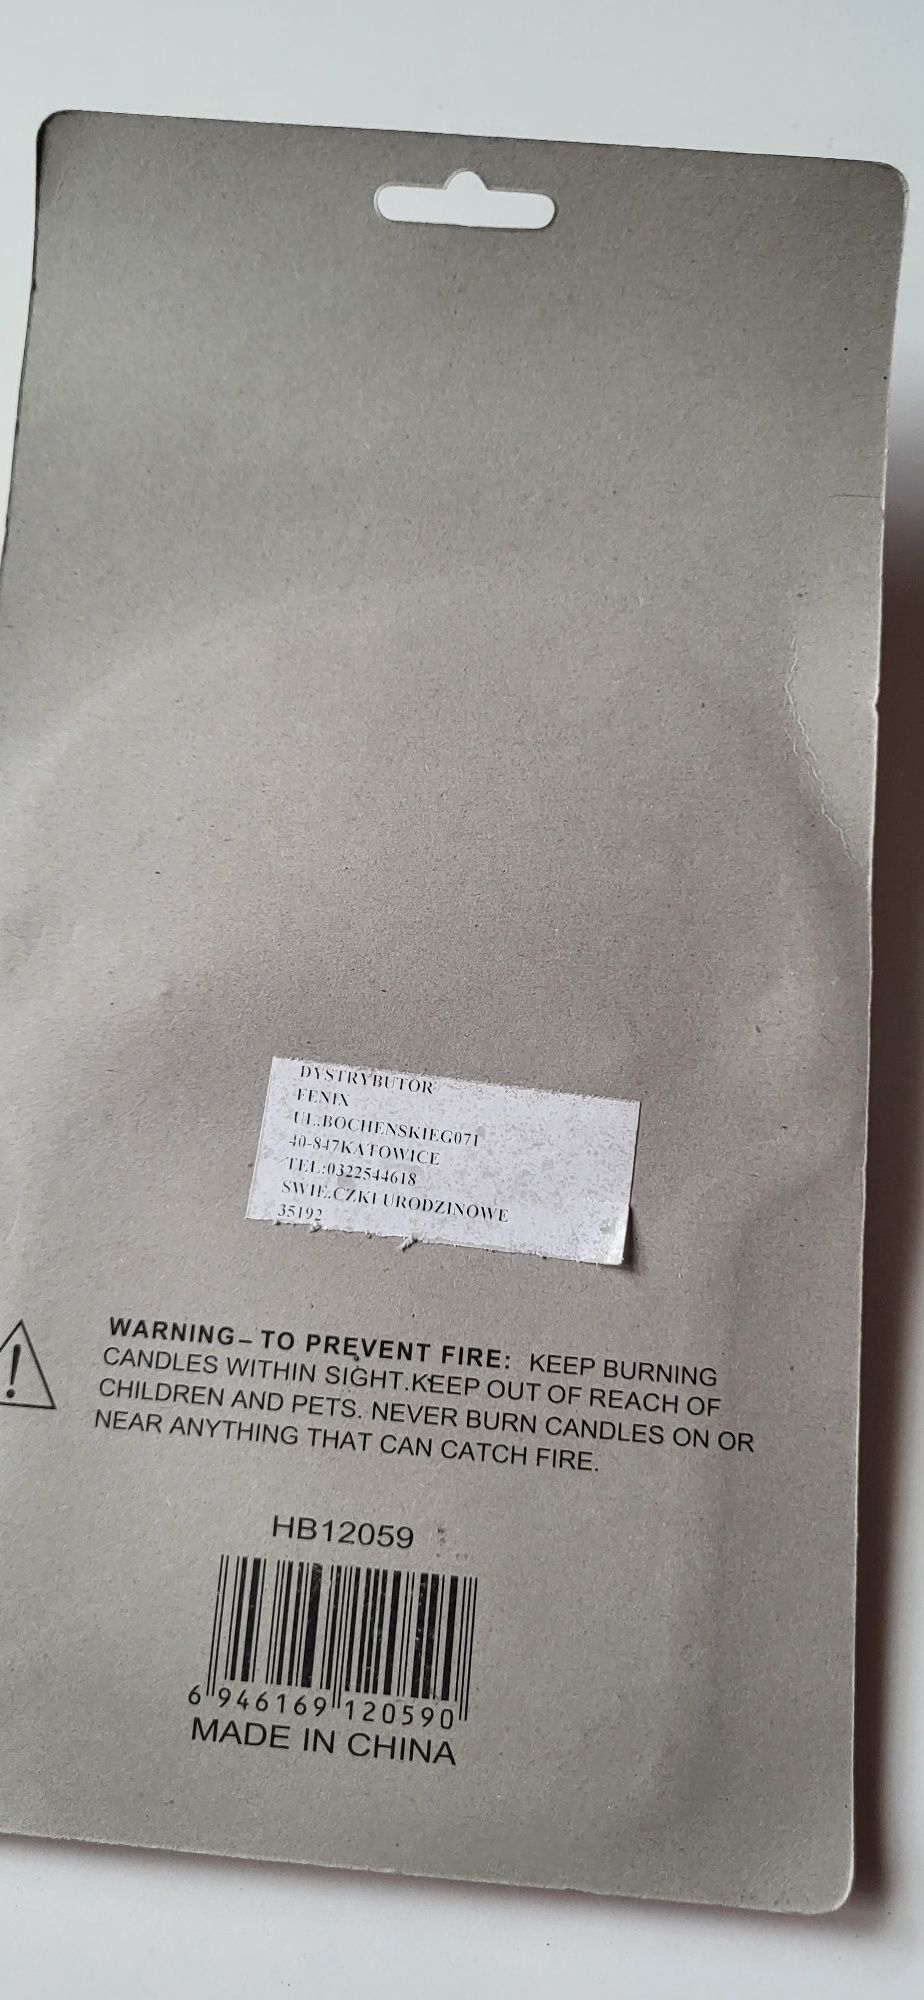 DYSTRYBUTOR
FENIX
UL.BOCHENSKIEGO71
40-847KATOWICE
TEL:0322544618
SWIE.CZKI URODZINOWE
35192
WARNING – TO PREVENT FIRE: KEEP BURNING
CANDLES WITHIN SIGHT.KEEP OUT OF REACH OF
CHILDREN AND PETS. NEVER BURN CANDLES ON OR
NEAR ANYTHING THAT CAN CATCH FIRE.
HB12059
6 946169 120590
MADE IN CHINA